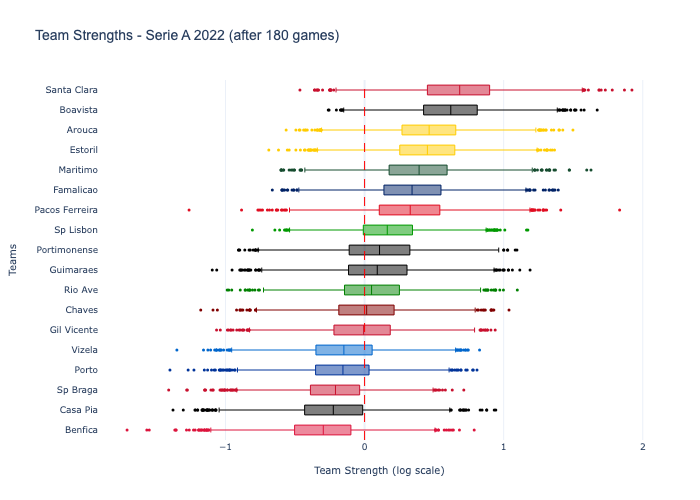 Team Strengths - Serie A 2022 (after 180 games)
Santa Clara
Boavista
Arouca
Estoril
Maritimo
Famalicao
Pacos Ferreira
Sp Lisbon
Portimonense
Guimaraes
Rio Ave
Chaves
Gil Vicente
Vizela
Porto
Sp Braga
Casa Pia
Benfica
Teams
−1
0
1
2
Team Strength (log scale)